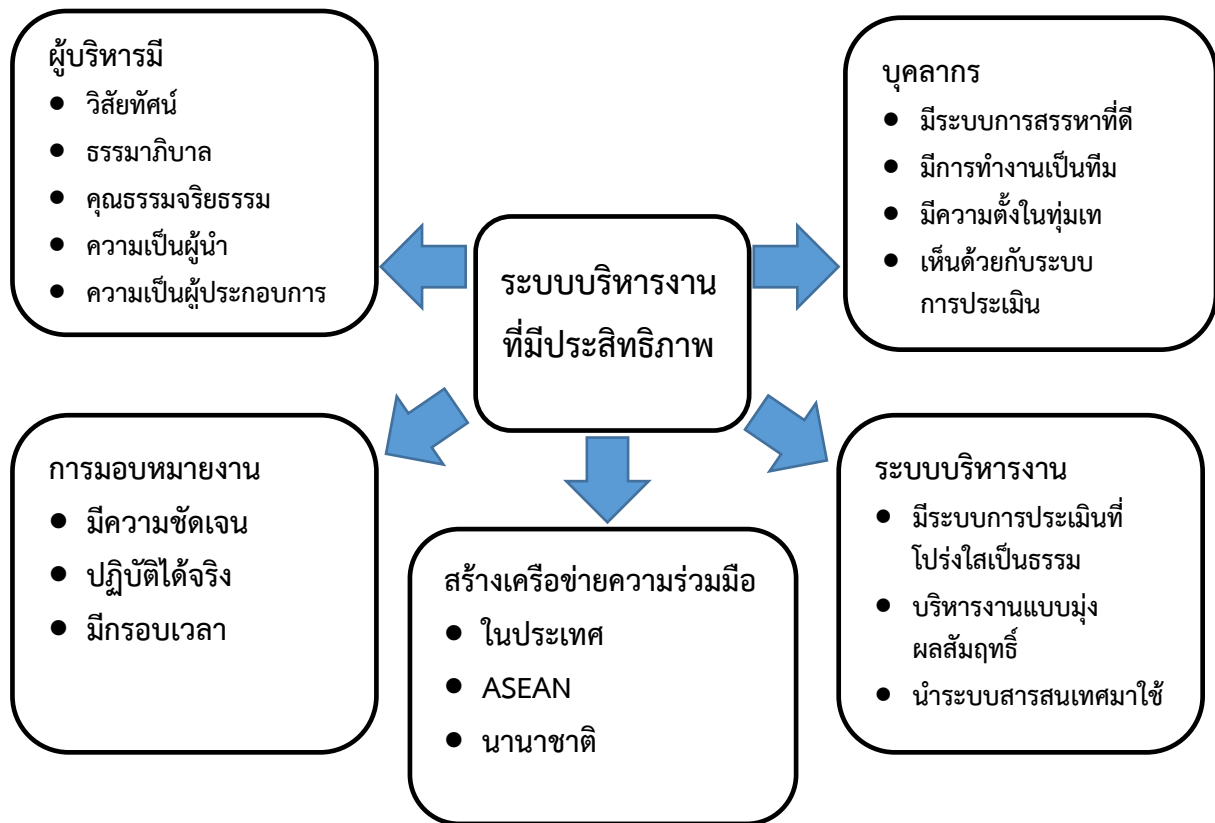 ผู้บริหารมี
● วิสัยทัศน์
● ธรรมาภิบาล
● คุณธรรมจริยธรรม
● ความเป็นผู้นำ
● ความเป็นผู้ประกอบการ
บุคลากร
● มีระบบการสรรหาที่ดี
● มีการทำงานเป็นทีม
● มีความตั้งในทุ่มเท
● เห็นด้วยกับระบบ
การประเมิน
ระบบบริหารงาน
ที่มีประสิทธิภาพ
การมอบหมายงาน
● มีความชัดเจน
● ปฏิบัติได้จริง
● มีกรอบเวลา
สร้างเครือข่ายความร่วมมือ
● ในประเทศ
● ASEAN
● นานาชาติ
ระบบบริหารงาน
● มีระบบการประเมินที่
โปร่งใสเป็นธรรม
● บริหารงานแบบมุ่ง
ผลสัมฤทธิ์
● นำระบบสารสนเทศมาใช้